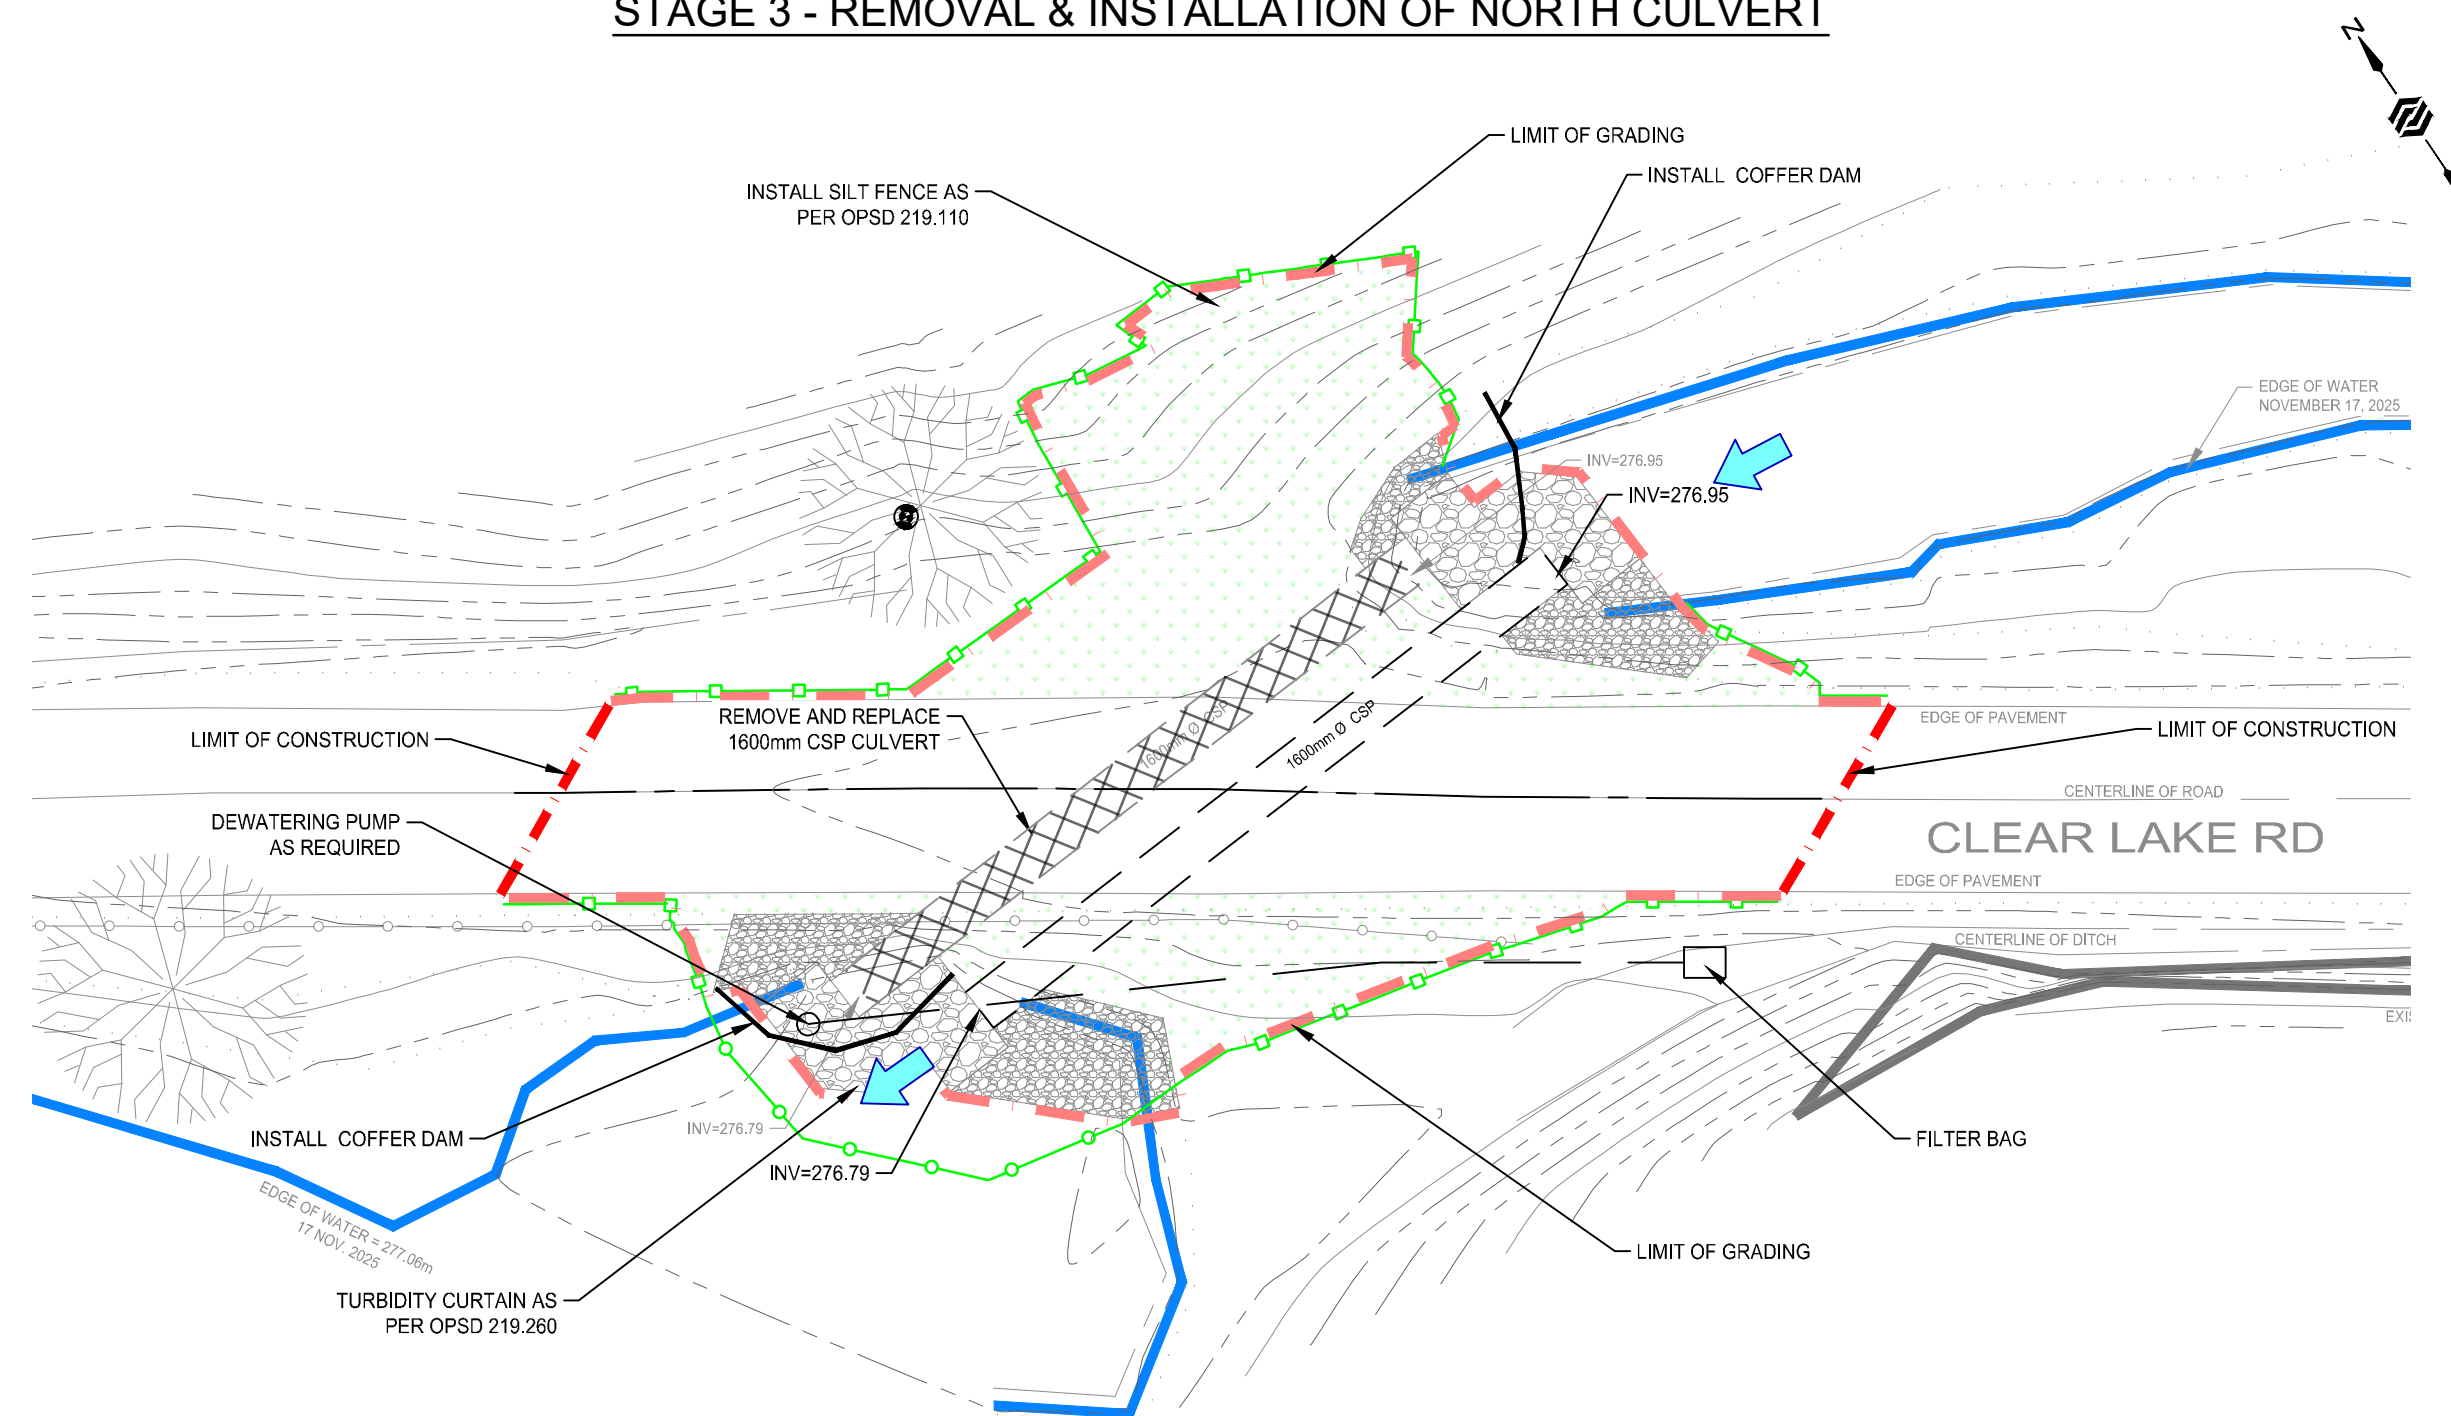 STAGE 3 - REMOVAL & INSTALLATION OF NORTH CULVERT
N
LIMIT OF GRADING
INSTALL COFFER DAM
INSTALL SILT FENCE AS
PER OPSD 219.110
EDGE OF WATER
NOVEMBER 17, 2025
INV=276.95
INV=276.95
REMOVE AND REPLACE
1600mm CSP CULVERT
1600mm Ø CSP
1600mm Ø CSP
EDGE OF PAVEMENT
LIMIT OF CONSTRUCTION
LIMIT OF CONSTRUCTION
CENTERLINE OF ROAD
DEWATERING PUMP
AS REQUIRED
CLEAR LAKE RD
EDGE OF PAVEMENT
CENTERLINE OF DITCH
INV=276.79
INSTALL COFFER DAM
FILTER BAG
INV=276.79
EDGE OF WATER = 277.06m
17 NOV. 2025
LIMIT OF GRADING
TURBIDITY CURTAIN AS
PER OPSD 219.260